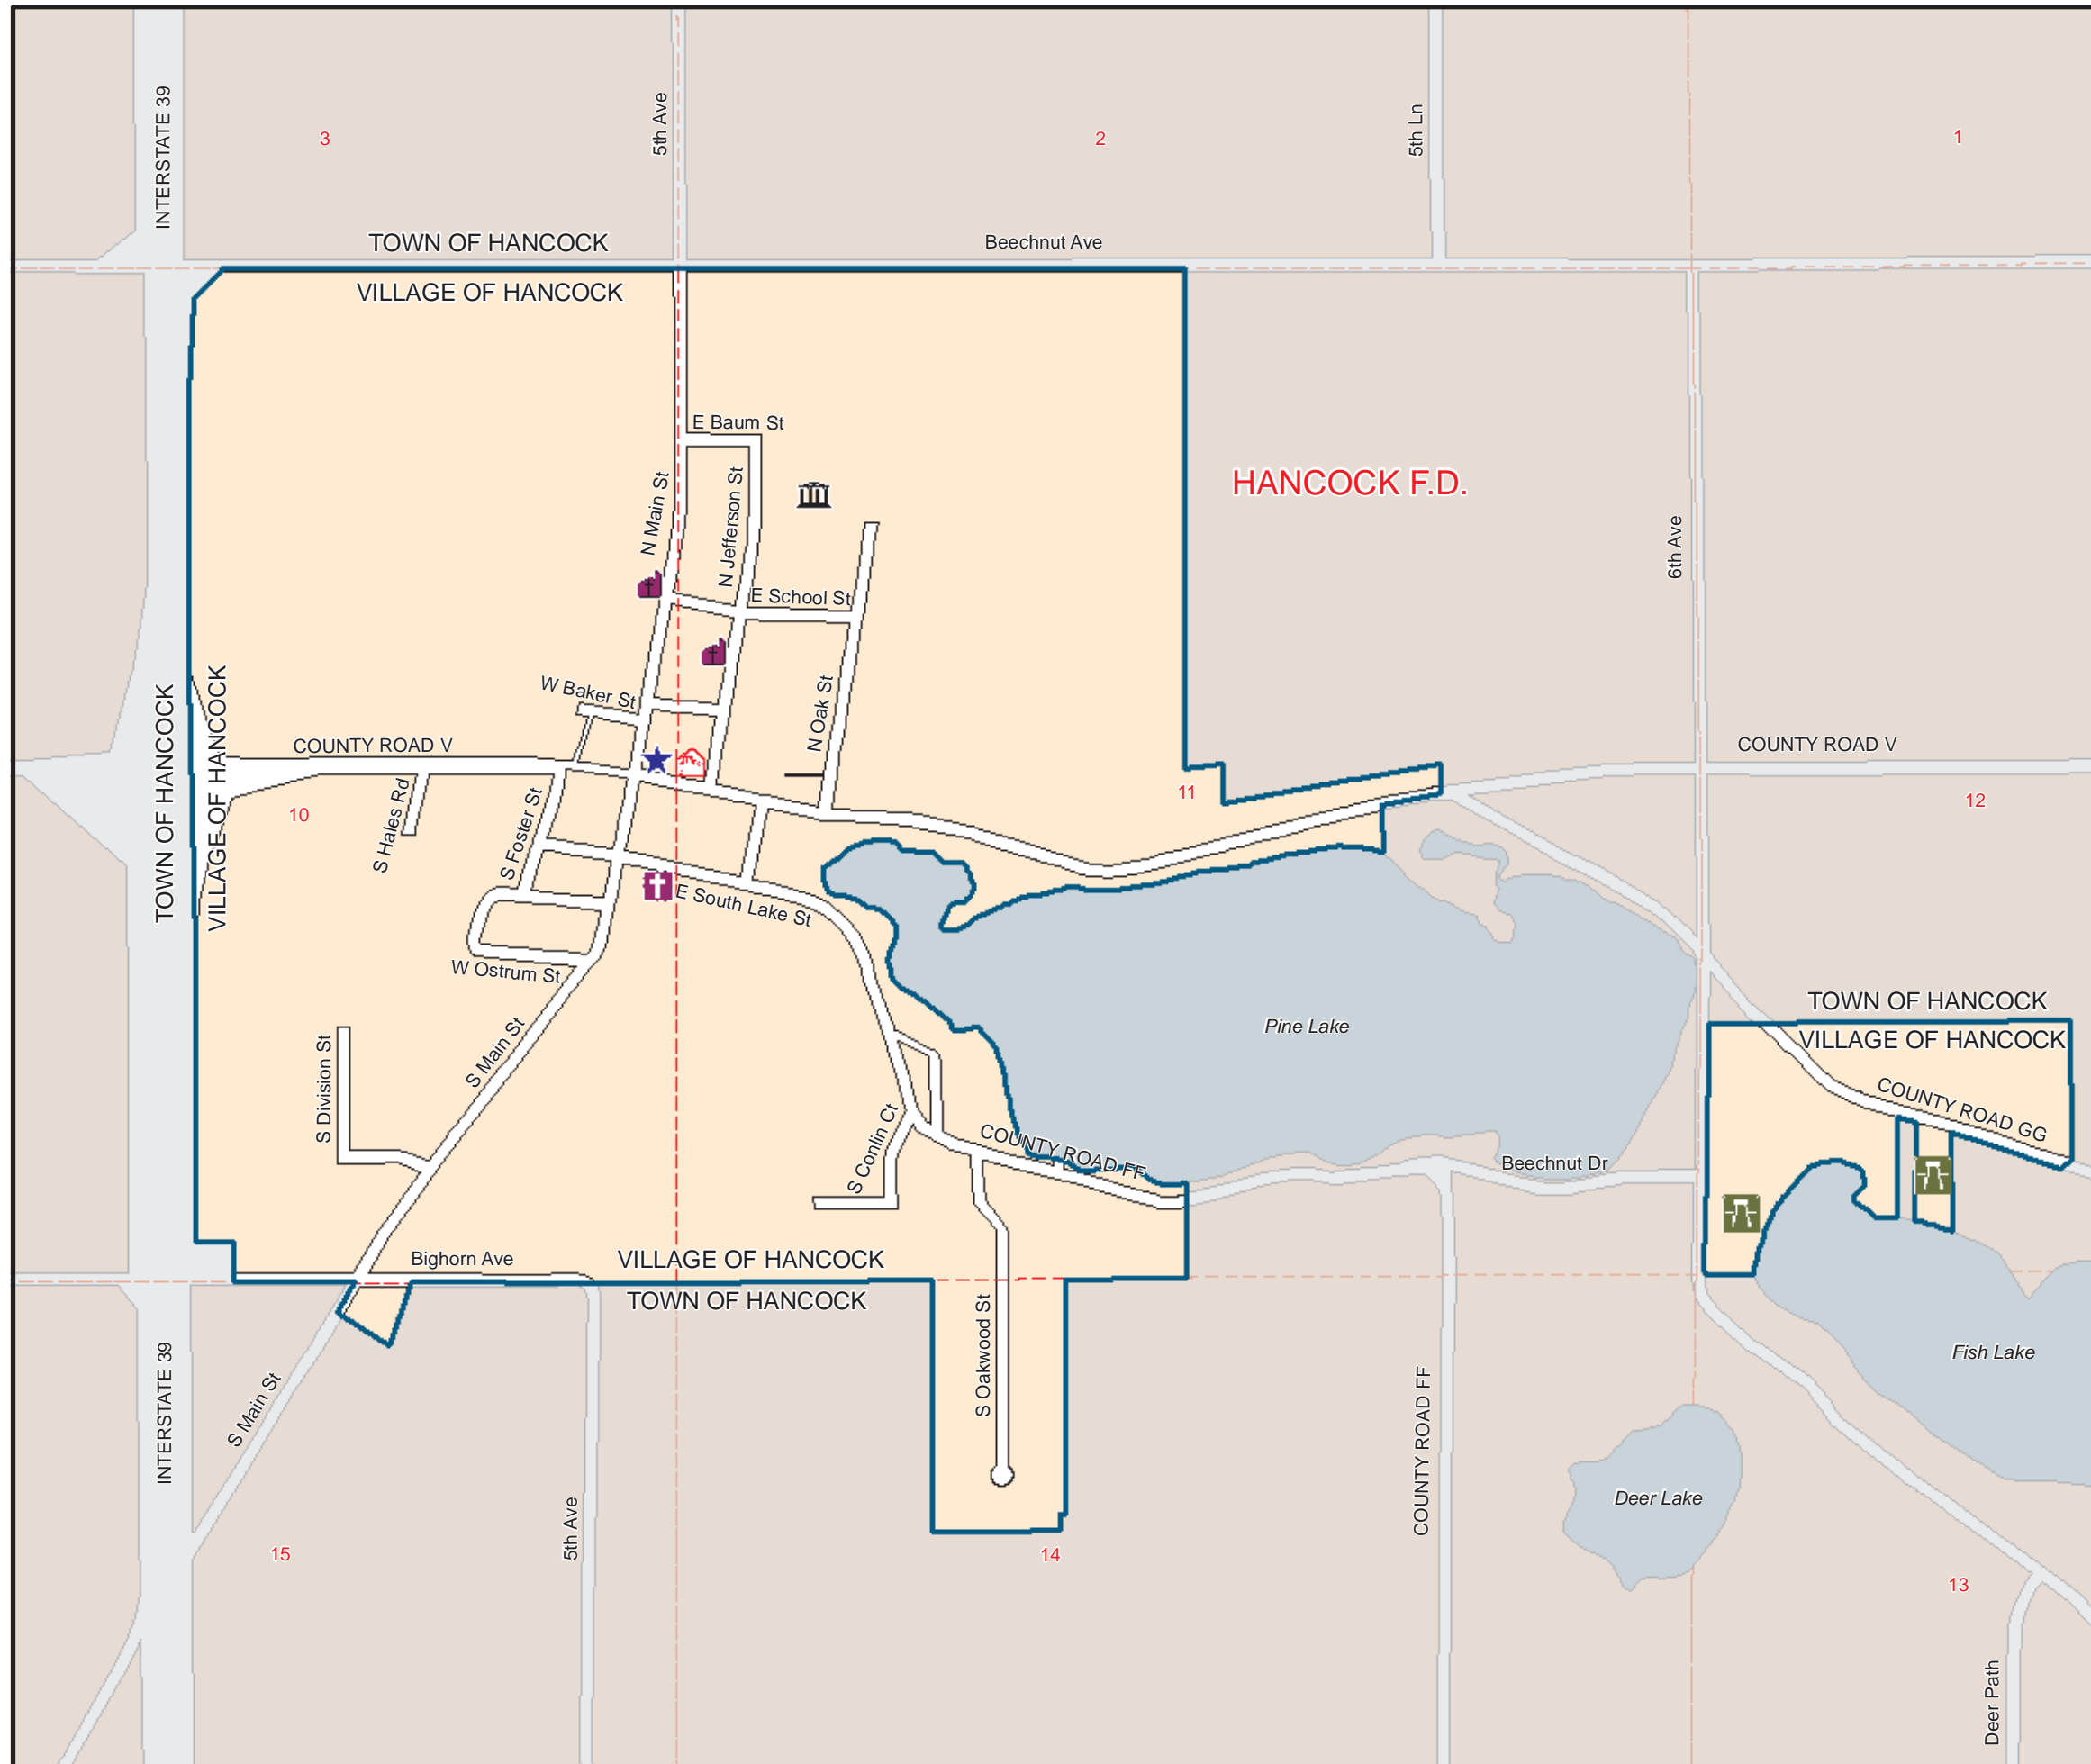 INTERSTATE 39
3
5th Ave
2
5th Ln
1
TOWN OF HANCOCK
Beechnut Ave
VILLAGE OF HANCOCK
E Baum St
HANCOCK F.D.
N Main St
N Jefferson St
6th Ave
E School St
W Baker St
N Oak St
TOWN OF HANCOCK
VILLAGE OF HANCOCK
COUNTY ROAD V
COUNTY ROAD V
10
11
12
S Hales Rd
S Foster St
E South Lake St
W Ostrum St
S Main St
S Division St
Pine Lake
TOWN OF HANCOCK
VILLAGE OF HANCOCK
COUNTY ROAD GG
S Conlin Ct
COUNTY ROAD FF
Beechnut Dr
Bighorn Ave
VILLAGE OF HANCOCK
TOWN OF HANCOCK
S Oakwood St
INTERSTATE 39
S Main St
COUNTY ROAD FF
Fish Lake
Deer Lake
5th Ave
15
14
13
Deer Path